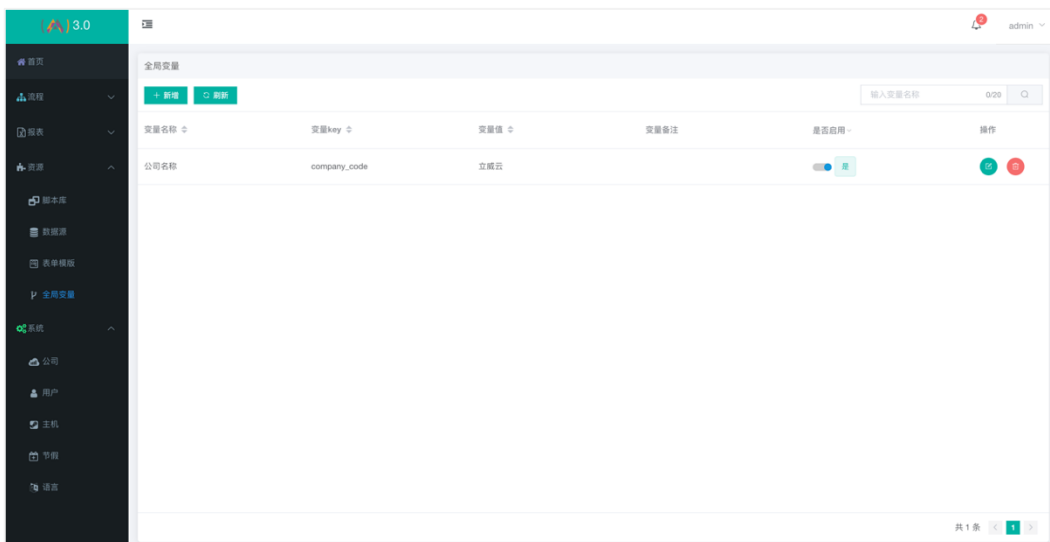 3.0
2
admin
首页
流程
报表
资源
脚本库
数据源
表单模版
全局变量
系统
公司
用户
主机
节假
语言
全局变量
+ 新增
刷新
输入变量名称
0/20
变量名称
变量key
变量值
变量备注
是否启用
操作
公司名称
company_code
立威云
是
共 1 条
1